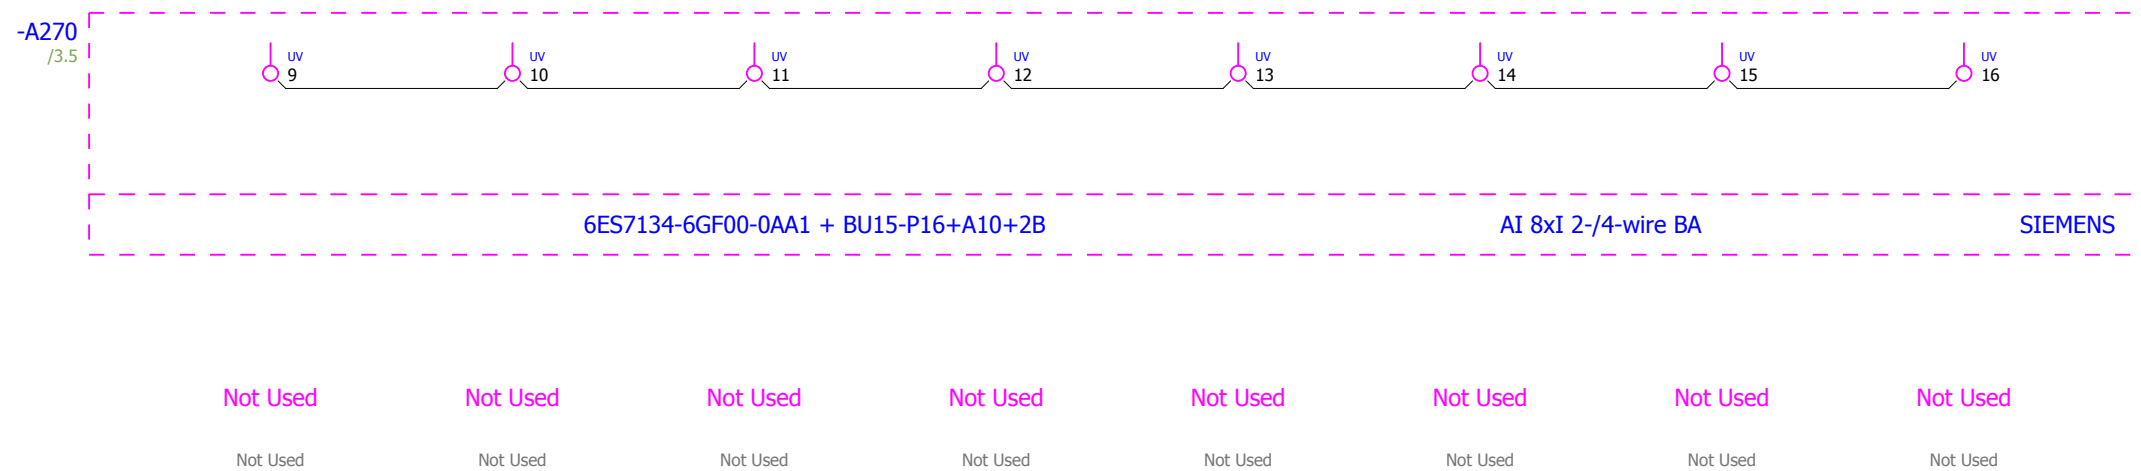 -A270
/3.5
UV UV UV UV UV UV UV UV
9 10 11 12 13 14 15 16
6ES7134-6GF00-0AA1 + BU15-P16+A10+2B AI 8xI 2-/4-wire BA SIEMENS
Not Used Not Used Not Used Not Used Not Used Not Used Not Used Not Used
Not Used Not Used Not Used Not Used Not Used Not Used Not Used Not Used